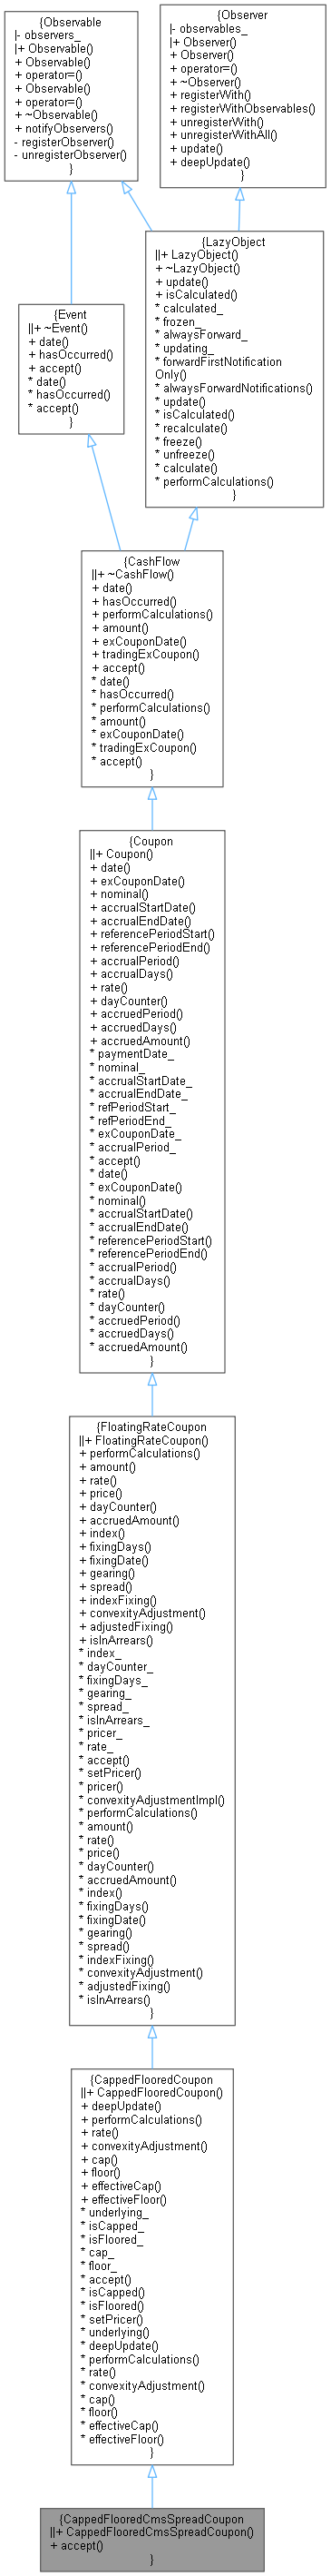 {Observable
|- observers_
|+ Observable()
+ Observable()
+ operator=()
+ Observable()
+ operator=()
+ ~Observable()
+ notifyObservers()
- registerObserver()
- unregisterObserver()
}
{Observer
|- observables_
|+ Observer()
+ Observer()
+ operator=()
+ ~Observer()
+ registerWith()
+ registerWithObservables()
+ unregisterWith()
+ unregisterWithAll()
+ update()
+ deepUpdate()
}
{Event
||+ ~Event()
+ date()
+ hasOccurred()
+ accept()
* date()
* hasOccurred()
* accept()
}
{LazyObject
||+ LazyObject()
+ ~LazyObject()
+ update()
+ isCalculated()
* calculated_
* frozen_
* alwaysForward_
* updating_
* forwardFirstNotification
Only()
* alwaysForwardNotifications()
* update()
* isCalculated()
* recalculate()
* freeze()
* unfreeze()
* calculate()
* performCalculations()
}
{CashFlow
||+ ~CashFlow()
+ date()
+ hasOccurred()
+ performCalculations()
+ amount()
+ exCouponDate()
+ tradingExCoupon()
+ accept()
* date()
* hasOccurred()
* performCalculations()
* amount()
* exCouponDate()
* tradingExCoupon()
* accept()
}
{Coupon
||+ Coupon()
+ date()
+ exCouponDate()
+ nominal()
+ accrualStartDate()
+ accrualEndDate()
+ referencePeriodStart()
+ referencePeriodEnd()
+ accrualPeriod()
+ accrualDays()
+ rate()
+ dayCounter()
+ accruedPeriod()
+ accruedDays()
+ accruedAmount()
* paymentDate_
* nominal_
* accrualStartDate_
* accrualEndDate_
* refPeriodStart_
* refPeriodEnd_
* exCouponDate_
* accrualPeriod_
* accept()
* date()
* exCouponDate()
* nominal()
* accrualStartDate()
* accrualEndDate()
* referencePeriodStart()
* referencePeriodEnd()
* accrualPeriod()
* accrualDays()
* rate()
* dayCounter()
* accruedPeriod()
* accruedDays()
* accruedAmount()
}
{FloatingRateCoupon
||+ FloatingRateCoupon()
+ performCalculations()
+ amount()
+ rate()
+ price()
+ dayCounter()
+ accruedAmount()
+ index()
+ fixingDays()
+ fixingDate()
+ gearing()
+ spread()
+ indexFixing()
+ convexityAdjustment()
+ adjustedFixing()
+ isInArrears()
* index_
* dayCounter_
* fixingDays_
* gearing_
* spread_
* isInArrears_
* pricer_
* rate_
* accept()
* setPricer()
* pricer()
* convexityAdjustmentImpl()
* performCalculations()
* amount()
* rate()
* price()
* dayCounter()
* accruedAmount()
* index()
* fixingDays()
* fixingDate()
* gearing()
* spread()
* indexFixing()
* convexityAdjustment()
* adjustedFixing()
* isInArrears()
}
{CappedFlooredCoupon
||+ CappedFlooredCoupon()
+ deepUpdate()
+ performCalculations()
+ rate()
+ convexityAdjustment()
+ cap()
+ floor()
+ effectiveCap()
+ effectiveFloor()
* underlying_
* isCapped_
* isFloored_
* cap_
* floor_
* accept()
* isCapped()
* isFloored()
* setPricer()
* underlying()
* deepUpdate()
* performCalculations()
* rate()
* convexityAdjustment()
* cap()
* floor()
* effectiveCap()
* effectiveFloor()
}
{CappedFlooredCmsSpreadCoupon
||+ CappedFlooredCmsSpreadCoupon()
+ accept()
}